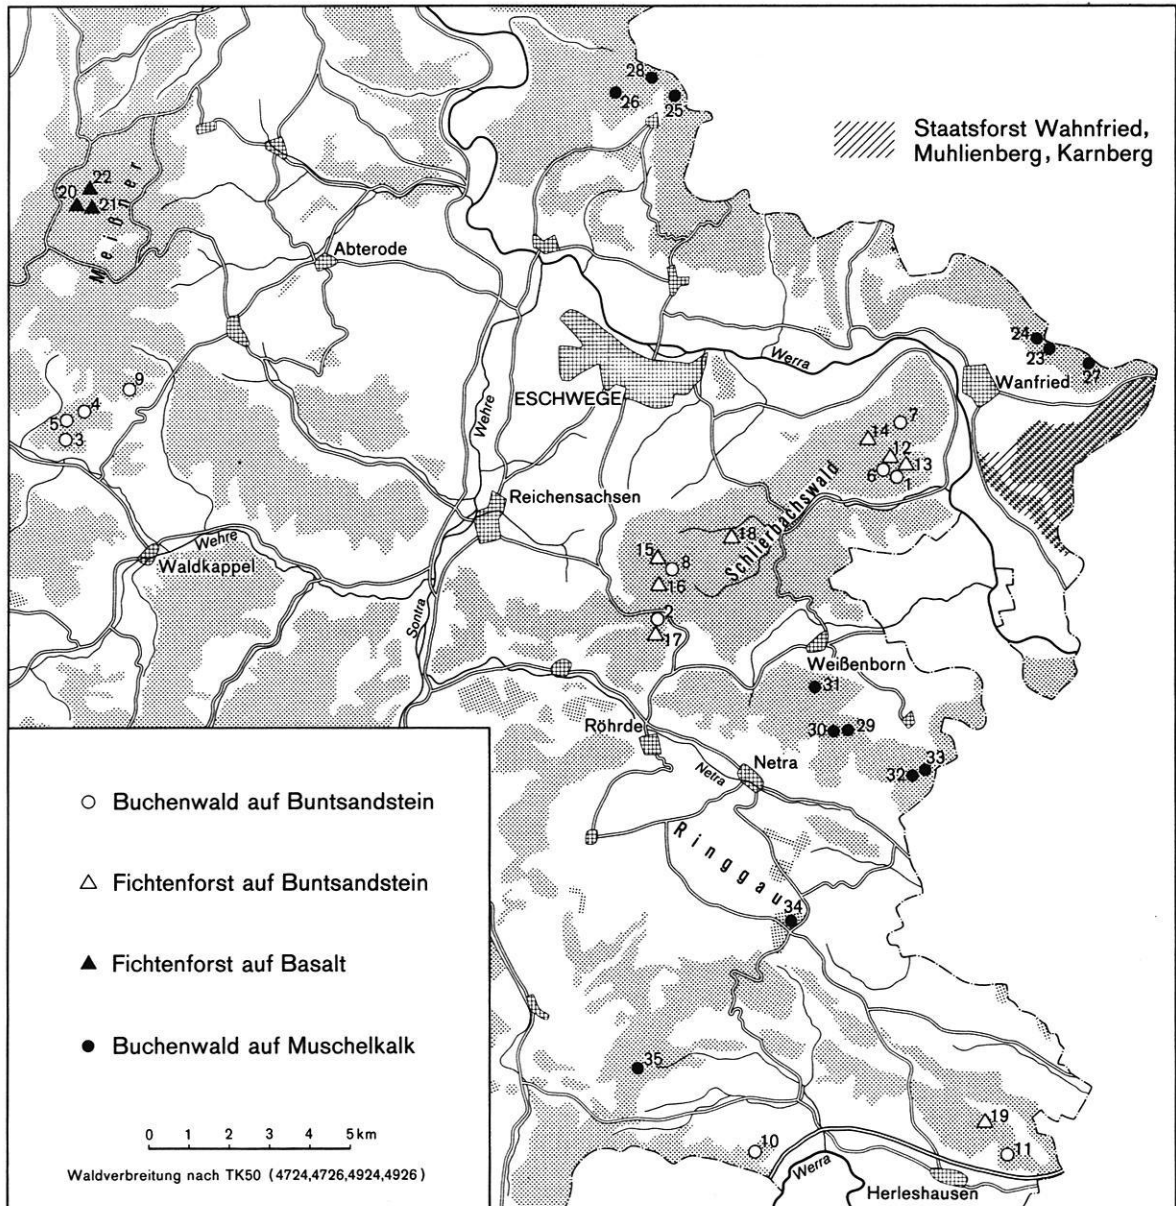 28
26
25
Staatsforst Wahnfried,
Muhlienberg, Karnberg
22
20
21
Meißner
Abterode
24
23
27
Werra
Wanfried
9
4
5
3
ESCHWEGE
Wehre
7
14
12
13
6
1
Reichensachsen
Schlierbachswald
18
15
8
16
Wehre
Waldkappel
2
17
Sontra
Weißenborn
31
30
29
Röhrde
Netra
Netra
33
32
Ringgau
34
Buchenwald auf Buntsandstein
Fichtenforst auf Buntsandstein
Fichtenforst auf Basalt
Buchenwald auf Muschelkalk
35
19
10
11
0 1 2 3 4 5 km
Waldverbreitung nach TK50 (4724,4726,4924,4926)
Werra
Herleshausen